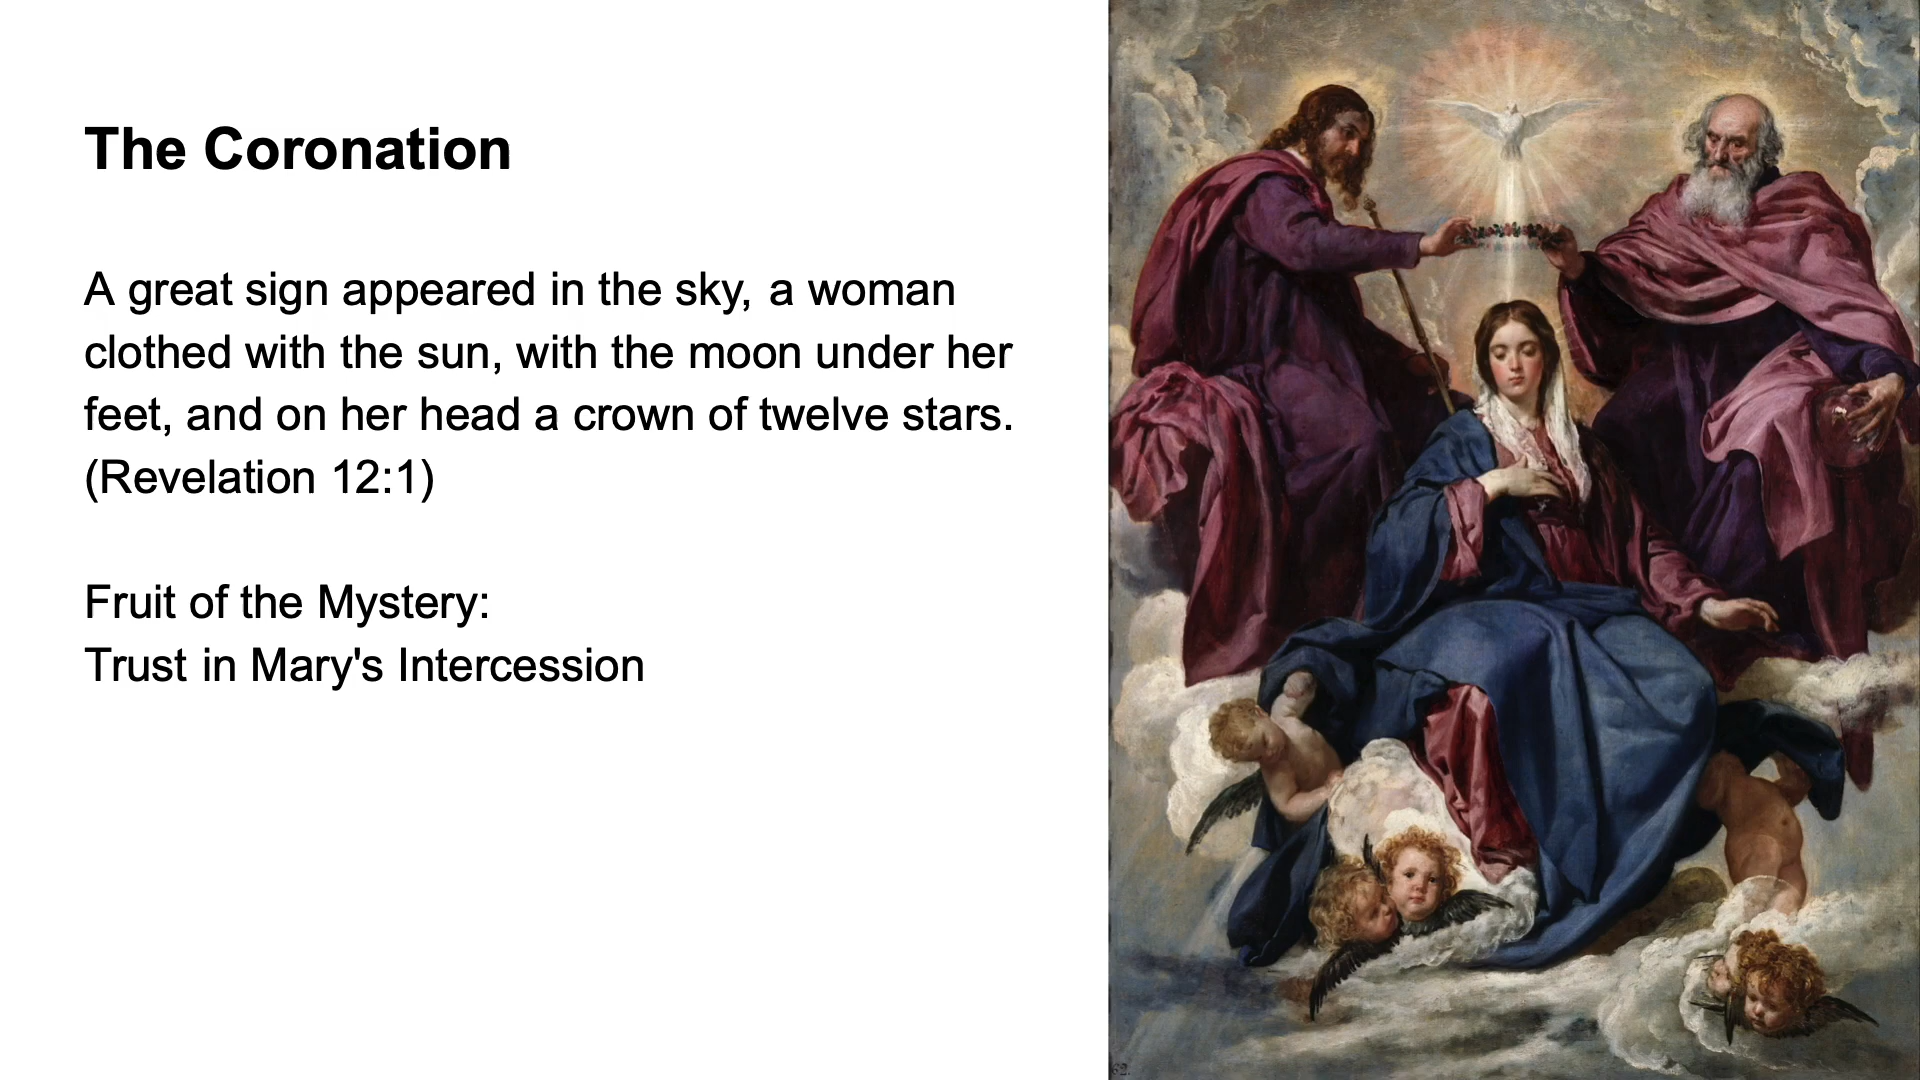 The Coronation
A great sign appeared in the sky, a woman
clothed with the sun, with the moon under her
feet, and on her head a crown of twelve stars.
(Revelation 12:1)
Fruit of the Mystery:
Trust in Mary's Intercession
62.